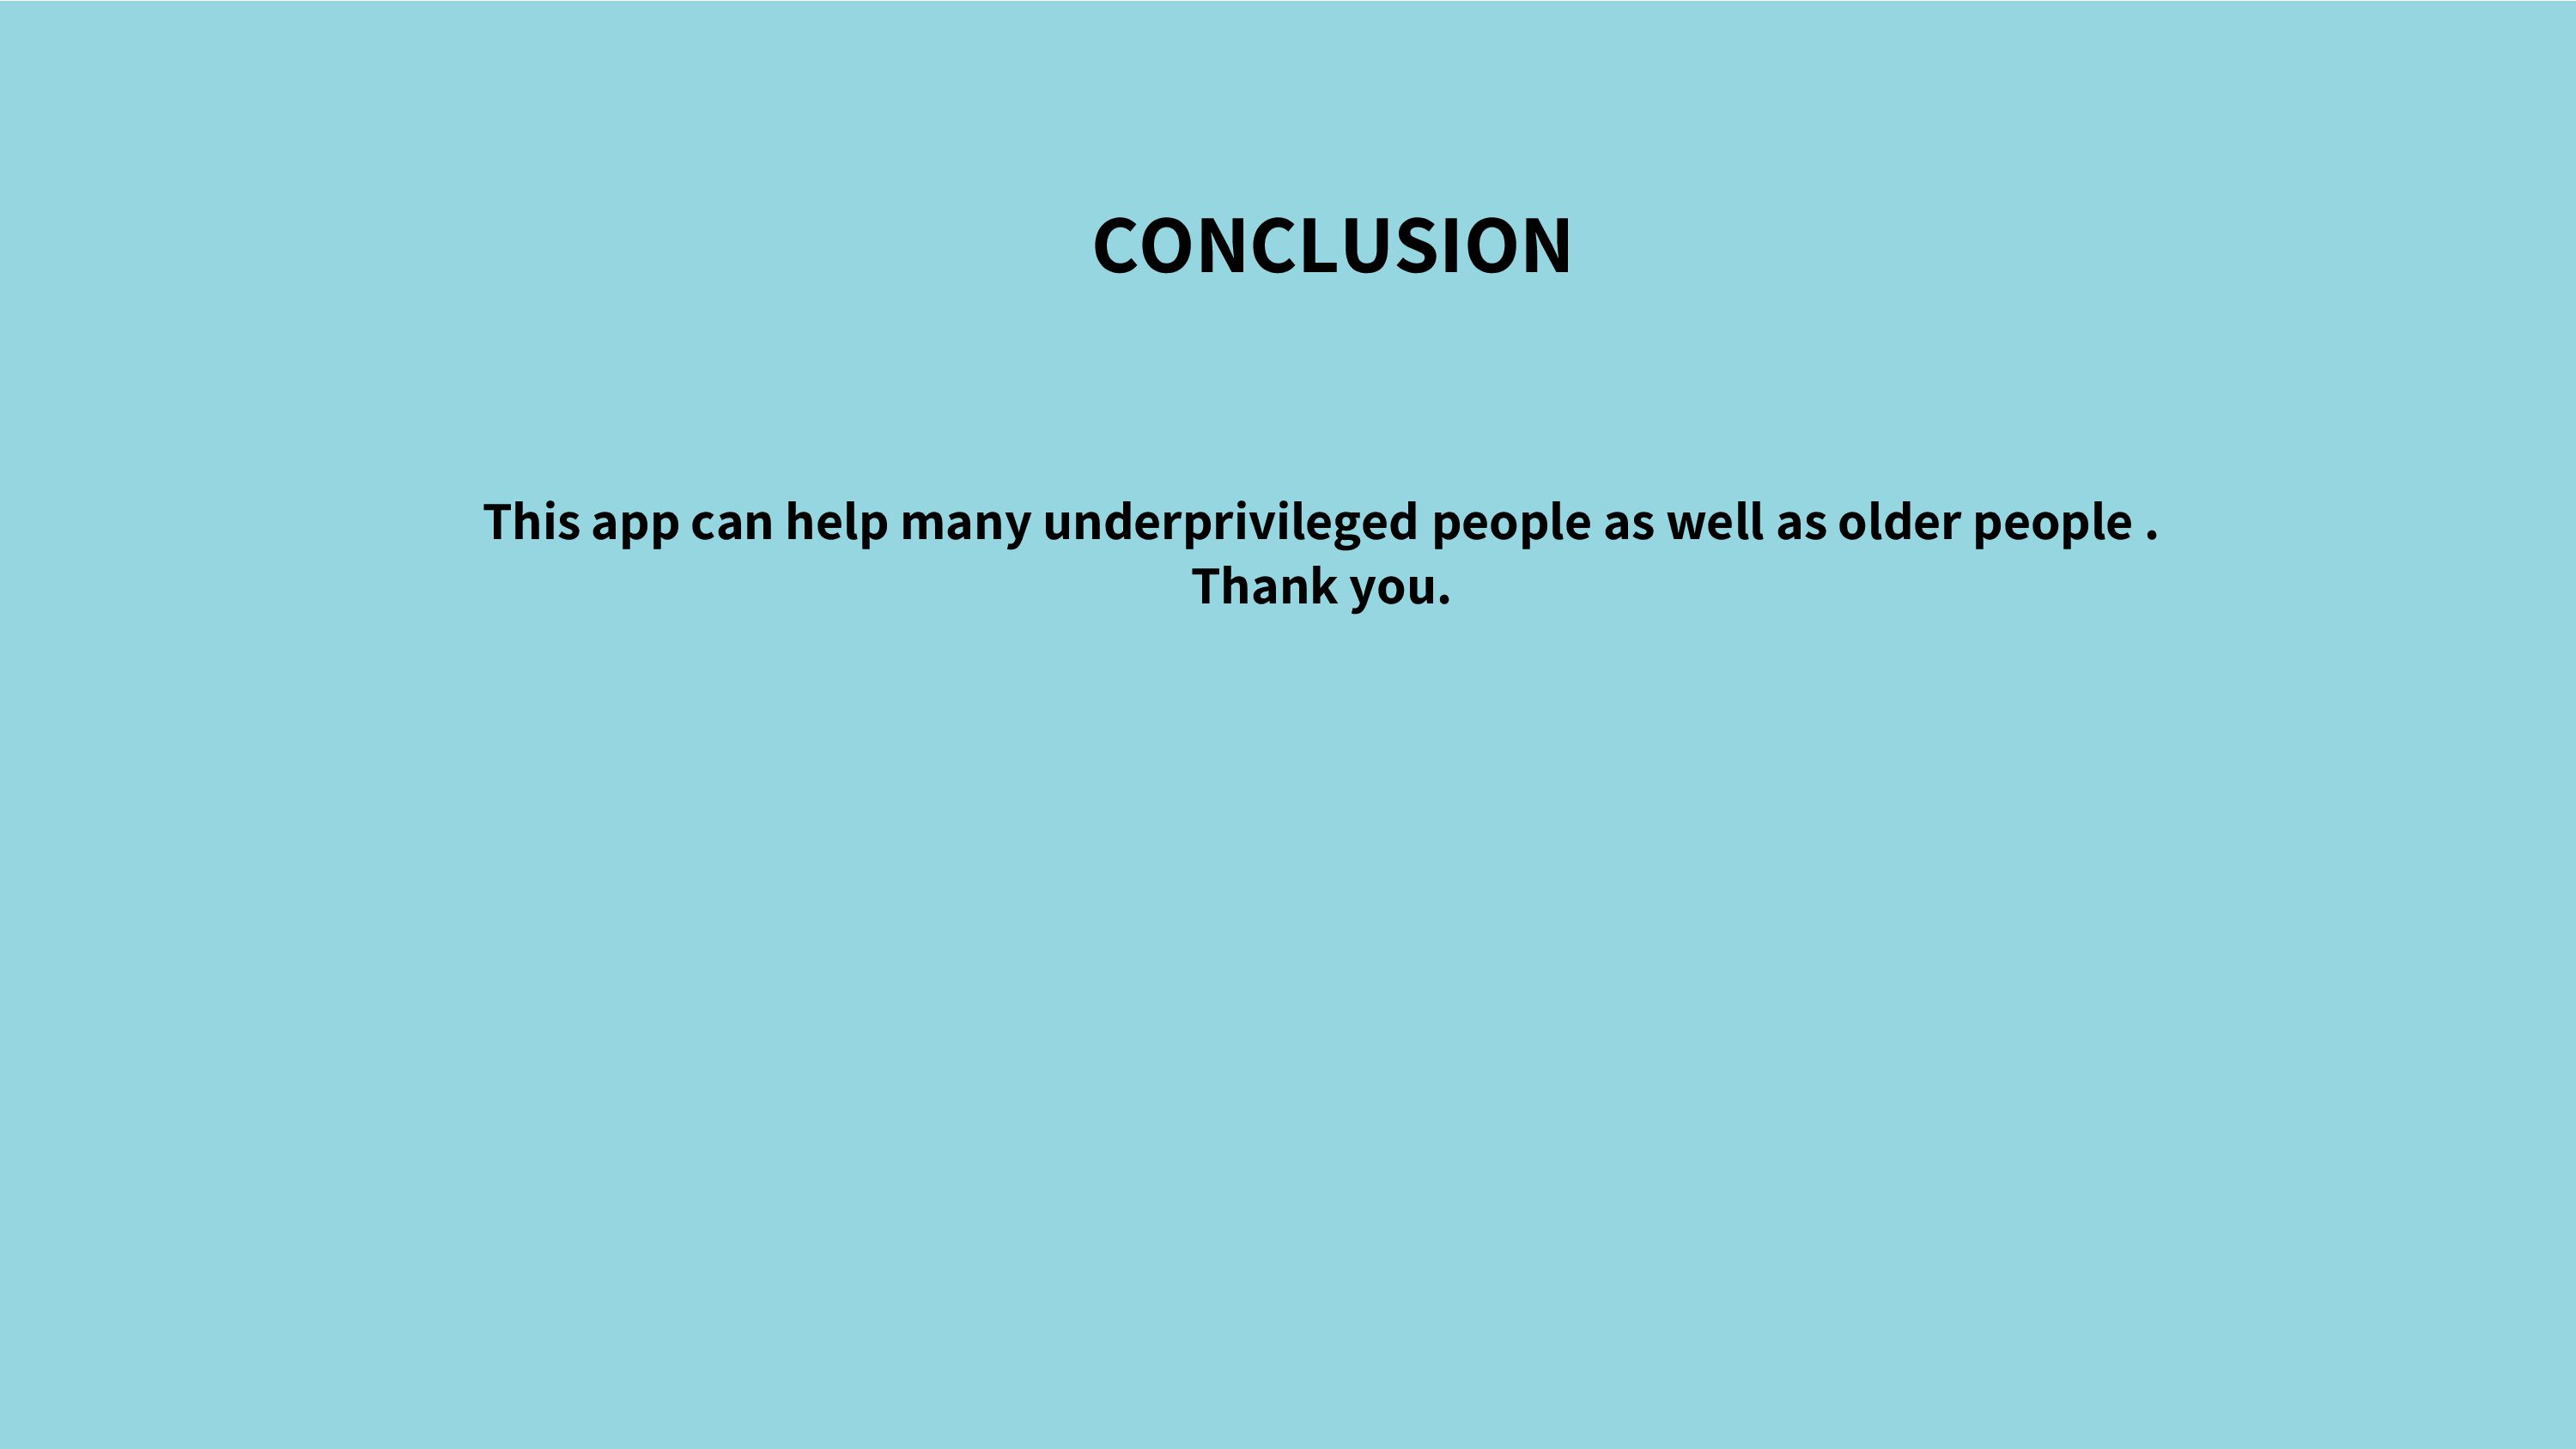 CONCLUSION
This app can help many underprivileged people as well as older people .
Thank you.